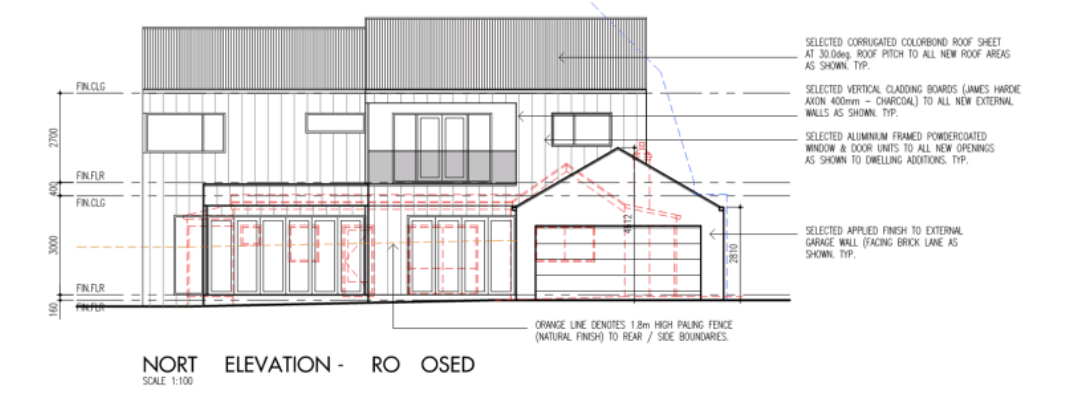 SELECTED CORRUGATED COLORBOND ROOF SHEET
AT 30.0deg. ROOF PITCH TO ALL NEW ROOF AREAS
AS SHOWN. TYP.
FIN.CLG
SELECTED VERTICAL CLADDING BOARDS (JAMES HARDIE
AXON 400mm - CHARCOAL) TO ALL NEW EXTERNAL
WALLS AS SHOWN. TYP.
2700
SELECTED ALUMINIUM FRAMED POWDERCOATED
WINDOW & DOOR UNITS TO ALL NEW OPENINGS
AS SHOWN TO DWELLING ADDITIONS. TYP.
FIN.FLR
400
FIN.CLG
4612
SELECTED APPLIED FINISH TO EXTERNAL
GARAGE WALL (FACING BRICK LANE AS
SHOWN. TYP.
3000
2810
FIN.FLR
160
FIN.FLR
ORANGE LINE DENOTES 1.8m HIGH PALING FENCE
(NATURAL FINISH) TO REAR / SIDE BOUNDARIES.
NORT ELEVATION - RO OSED
SCALE 1:100